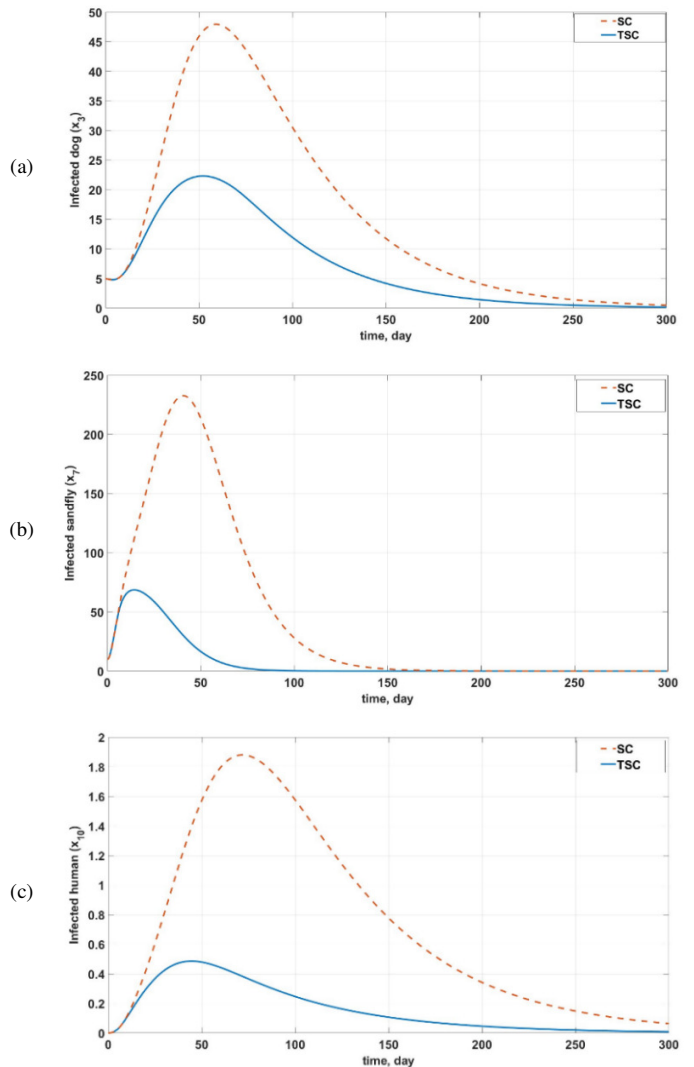 (a)
Infected dog (x3)
50
45
40
35
30
25
20
15
10
5
0
0 50 100 150 200 250 300
time, day
SC
TSC
(b)
Infected sandfly (x7)
250
200
150
100
50
0
0 50 100 150 200 250 300
time, day
SC
TSC
(c)
Infected human (x10)
2
1.8
1.6
1.4
1.2
1
0.8
0.6
0.4
0.2
0
0 50 100 150 200 250 300
time, day
SC
TSC